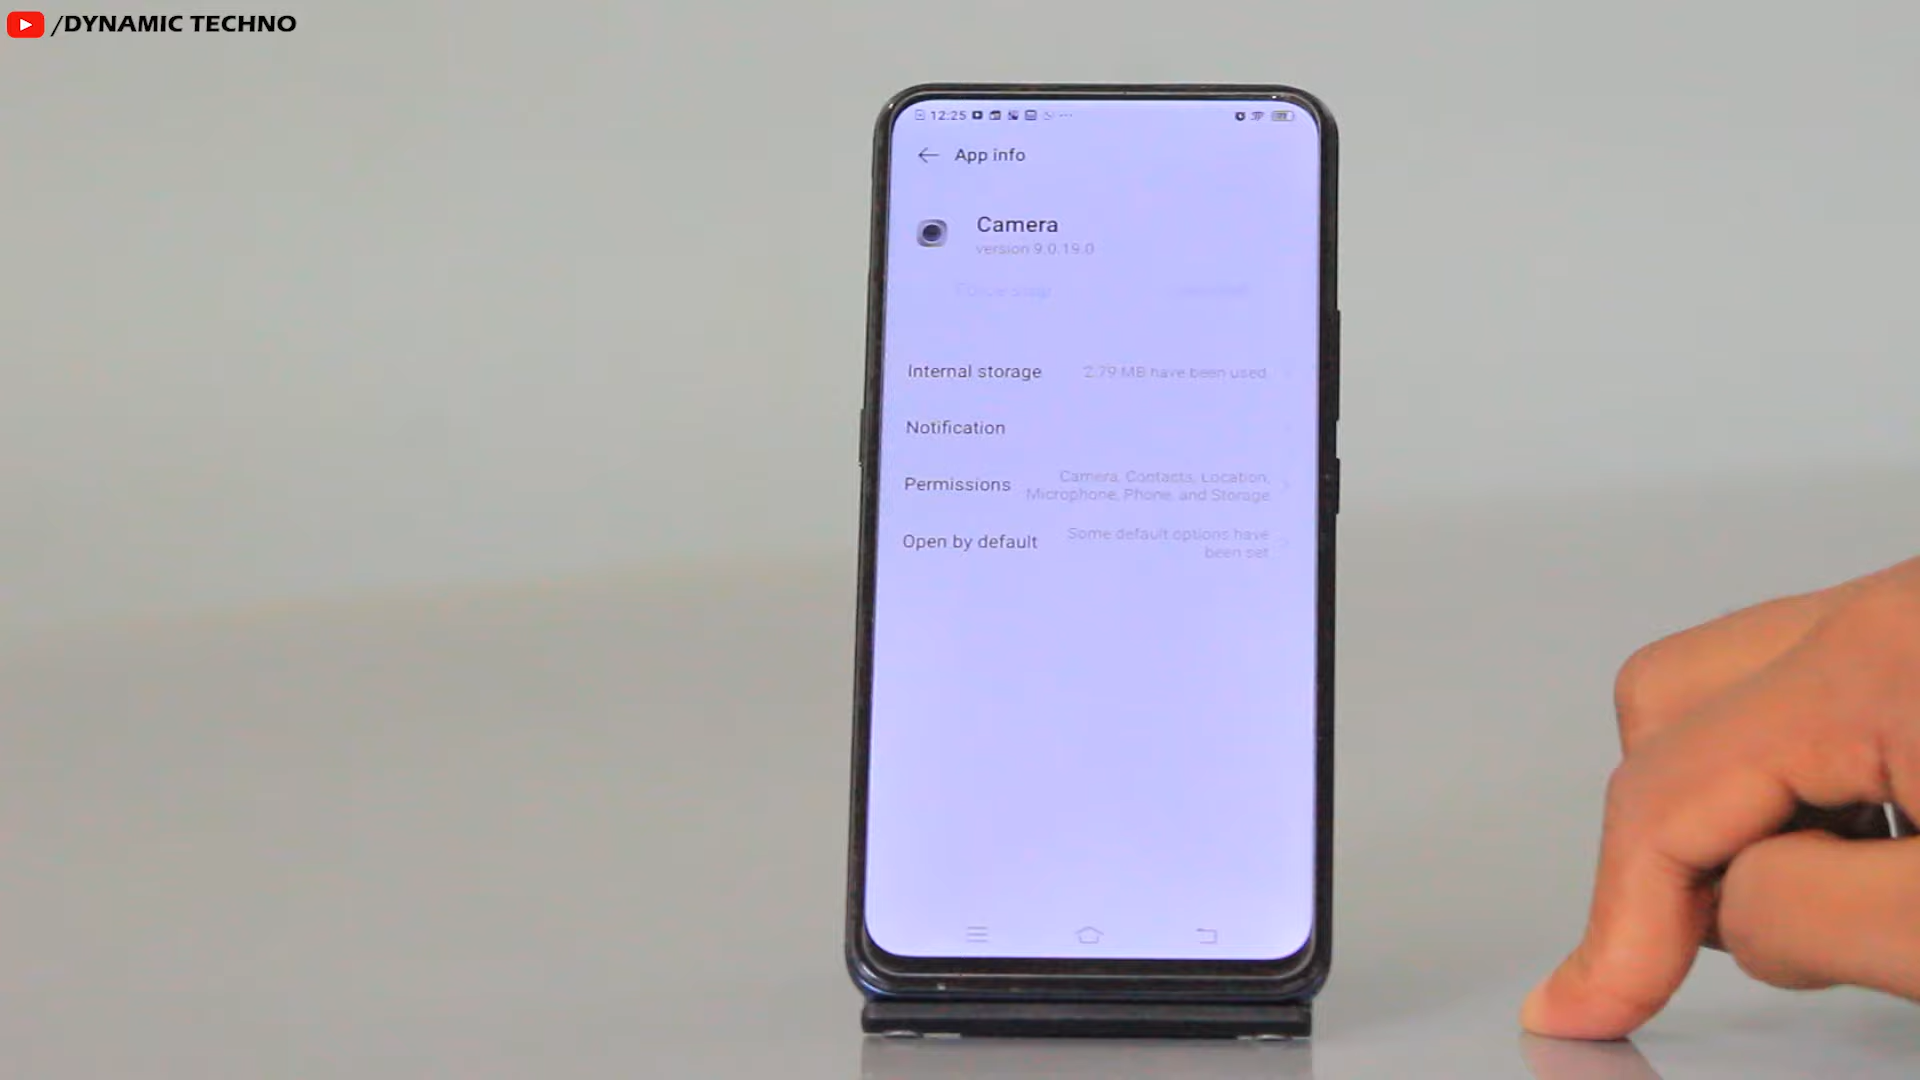 /DYNAMIC TECHNO
12:25
App info
Camera
version 9.0.19.0
Force stop
Internal storage 2.79 MB have been used
Notification
Permissions Camera, Contacts, Location,
Microphone, Phone, and Storage
Open by default Some default options have
been set